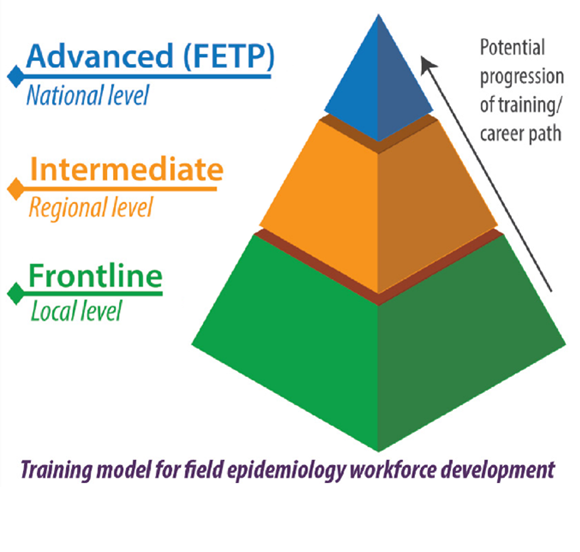 Advanced (FETP)
National level
Potential
progression
of training/
career path
Intermediate
Regional level
Frontline
Local level
Training model for field epidemiology workforce development